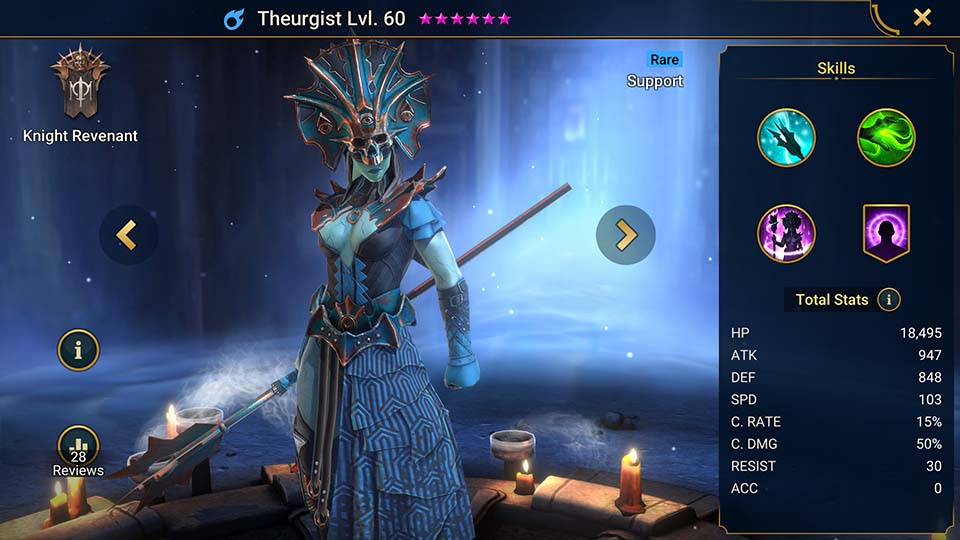 Theurgist Lvl. 60
Knight Revenant
Rare
Support
28
Reviews
Skills
Total Stats
HP 18,495
ATK 947
DEF 848
SPD 103
C. RATE 15%
C. DMG 50%
RESIST 30
ACC 0